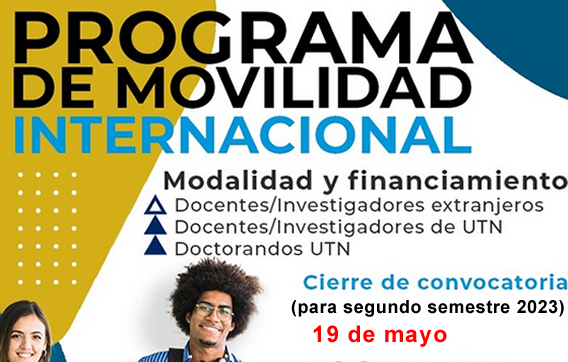 PROGRAMA
DE MOVILIDAD
INTERNACIONAL
Modalidad y financiamiento
Docentes/Investigadores extranjeros
Docentes/Investigadores de UTN
Doctorandos UTN
Cierre de convocatoria
(para segundo semestre 2023)
19 de mayo